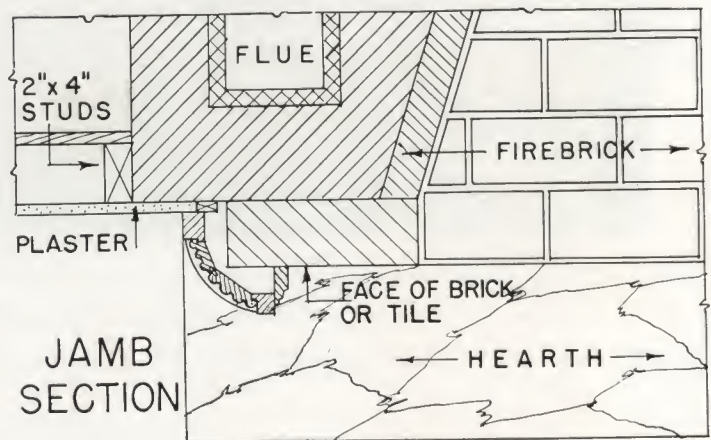 FLUE
2"x 4"
STUDS
FIREBRICK
PLASTER
FACE OF BRICK
OR TILE
JAMB
SECTION
HEARTH